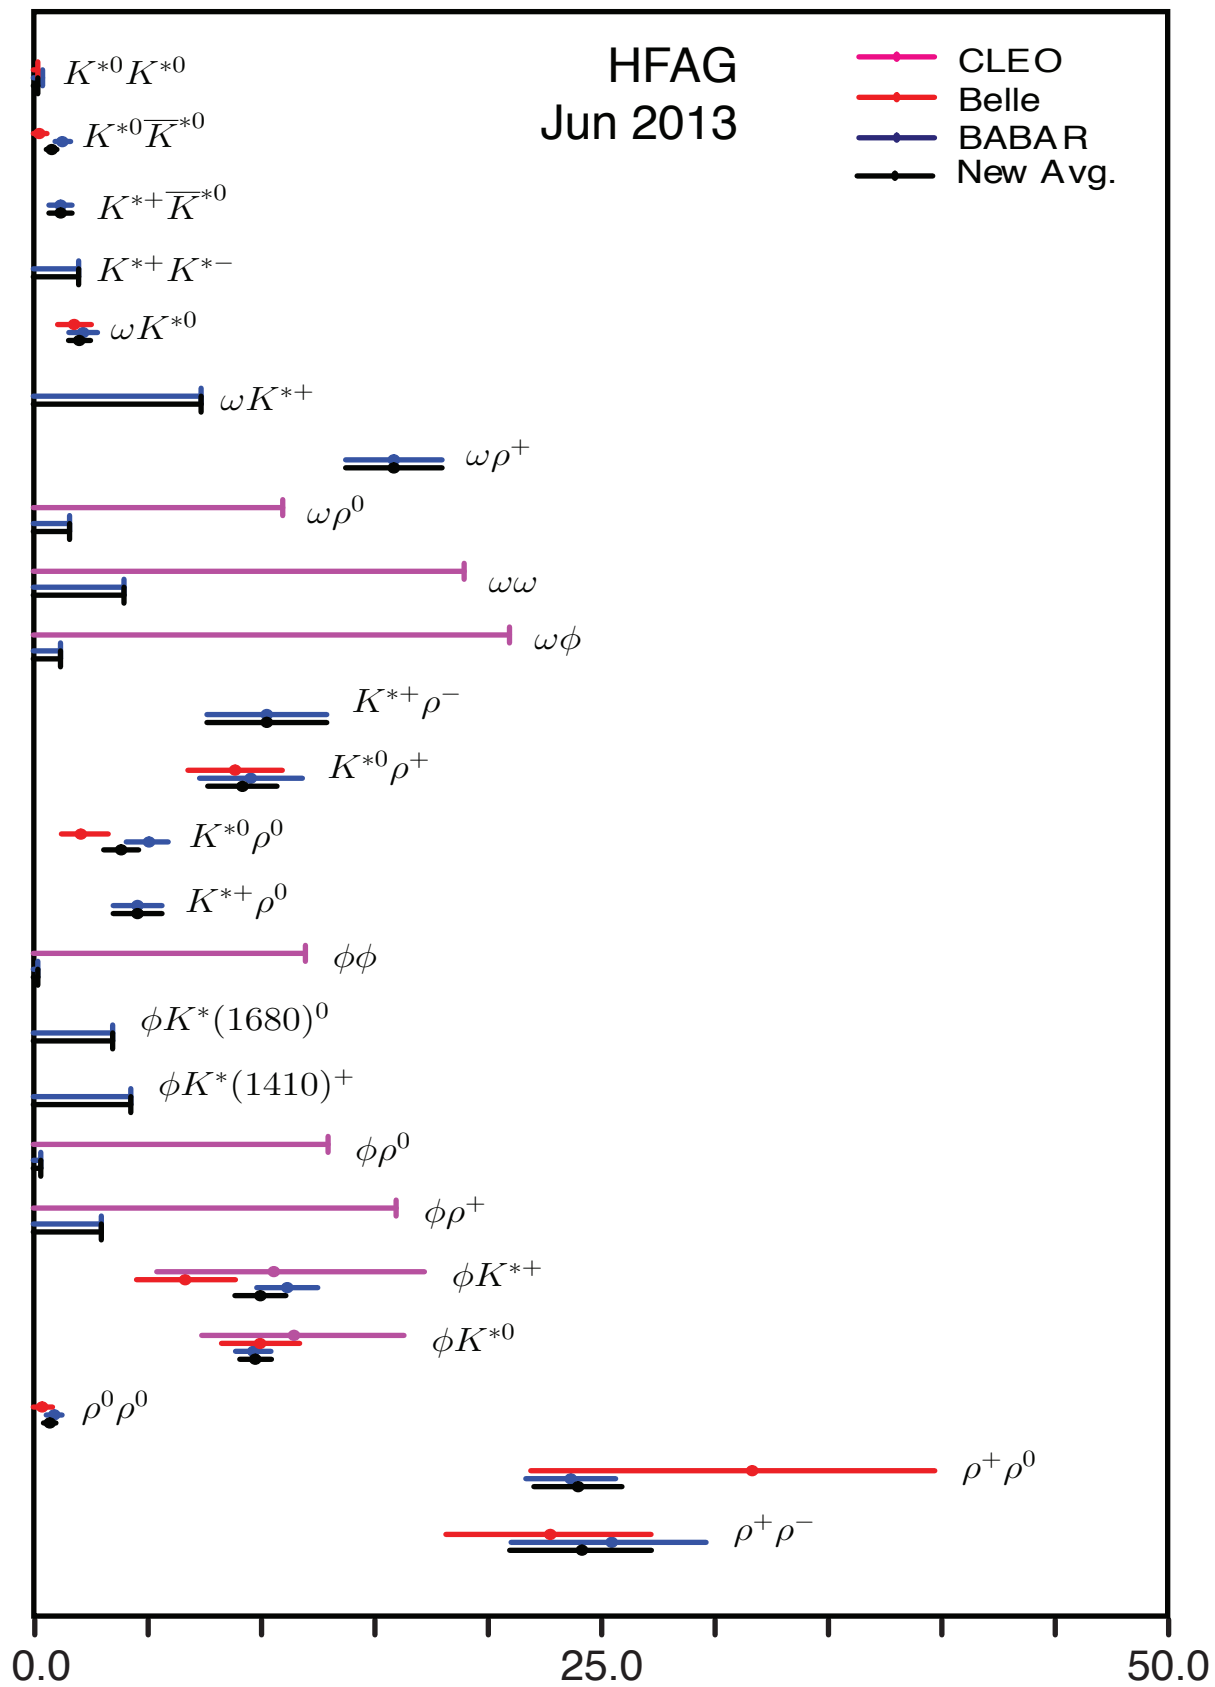 HFAG
Jun 2013
CLEO
Belle
BABAR
New Avg.
K*⁰K*⁰
K*⁰K̅*⁰
K*⁺K̅*⁰
K*⁺K*⁻
ωK*⁰
ωK*⁺
ωρ⁺
ωρ⁰
ωω
ωϕ
K*⁺ρ⁻
K*⁰ρ⁺
K*⁰ρ⁰
K*⁺ρ⁰
ϕϕ
ϕK*(1680)⁰
ϕK*(1410)⁺
ϕρ⁰
ϕρ⁺
ϕK*⁺
ϕK*⁰
ρ⁰ρ⁰
ρ⁺ρ⁰
ρ⁺ρ⁻
0.0 25.0 50.0